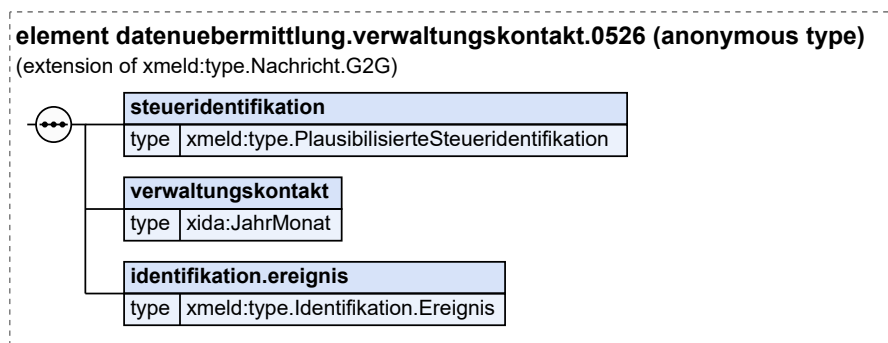 element datenuebermittlung.verwaltungskontakt.0526 (anonymous type)
(extension of xmeld:type.Nachricht.G2G)
steueridentifikation
type xmeld:type.PlausibilisierteSteueridentifikation
verwaltungskontakt
type xida:JahrMonat
identifikation.ereignis
type xmeld:type.Identifikation.Ereignis